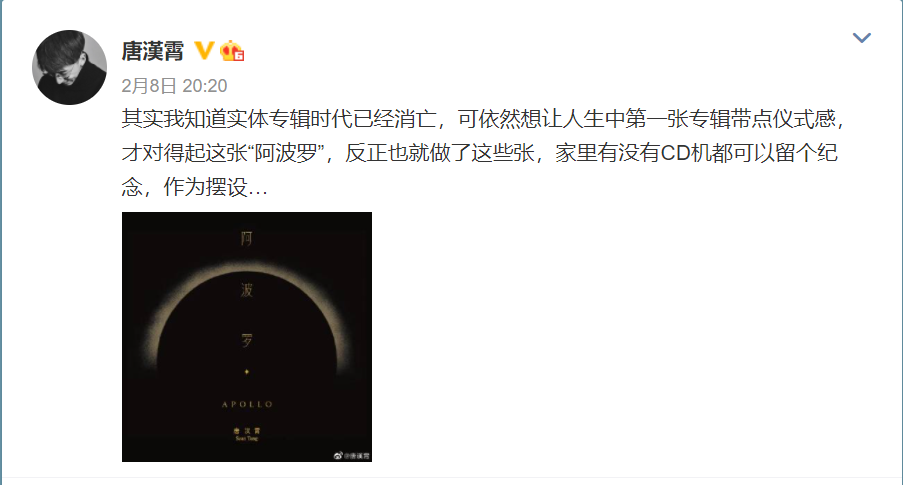 唐漢霄
2月8日 20:20
其实我知道实体专辑时代已经消亡，可依然想让人生中第一张专辑带点仪式感，
才对得起这张“阿波罗”，反正也就做了这些张，家里有没有CD机都可以留个纪
念，作为摆设…
阿
波
罗
APOLLO
唐汉霄
Sean Tang
@唐漢霄